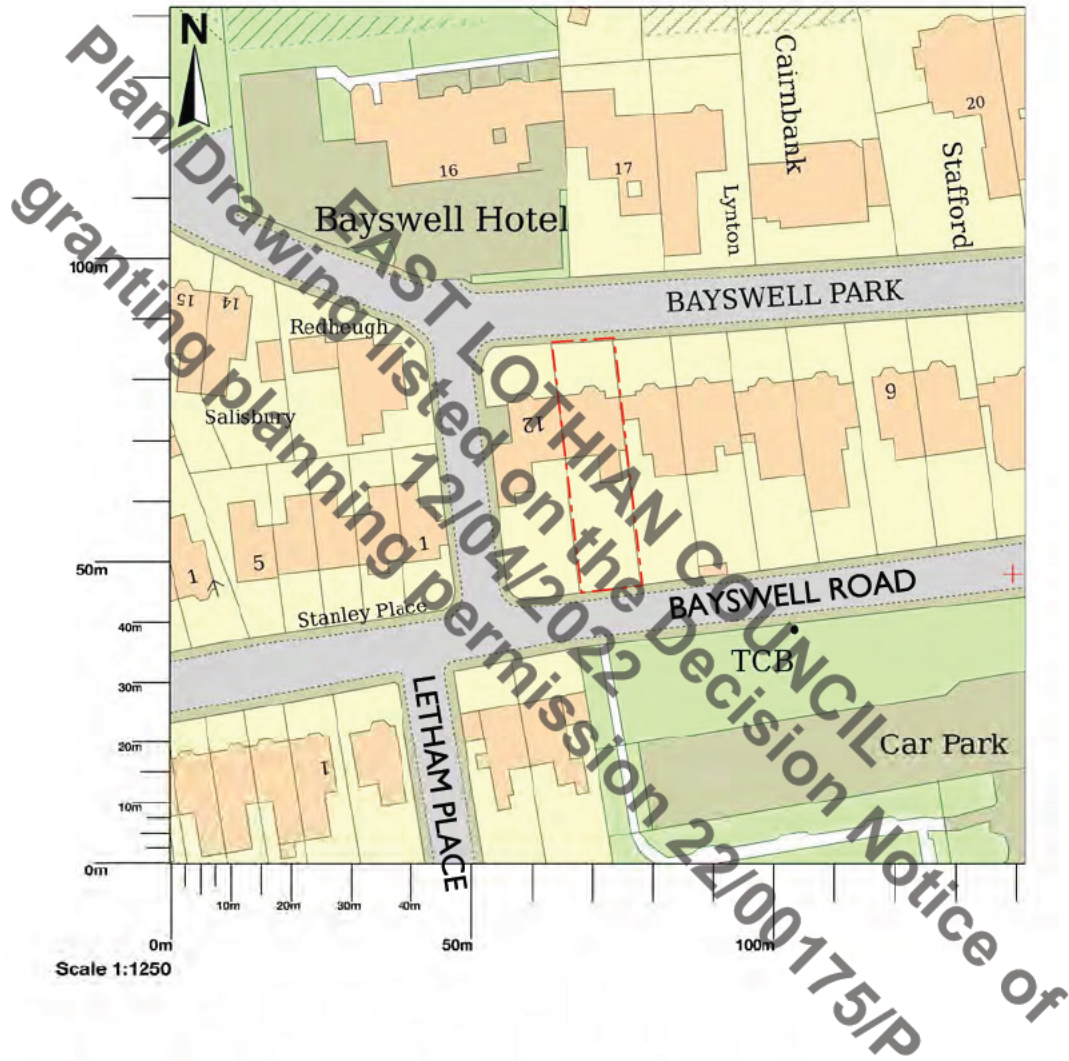 N
Cairnbank
20
16
17
Stafford
Lynton
Bayswell Hotel
100m
BAYSWELL PARK
15
14
Redheugh
Salisbury
12
9
5
1
1
50m
Stanley Place
BAYSWELL ROAD
40m
TCB
30m
LETHAM PLACE
20m
Car Park
1
10m
0m
10m
20m
30m
40m
0m
50m
100m
Scale 1:1250
EAST LOTHIAN COUNCIL
Plan/Drawing listed on the Decision Notice of
granting planning permission 22/00175/P
12/04/2022